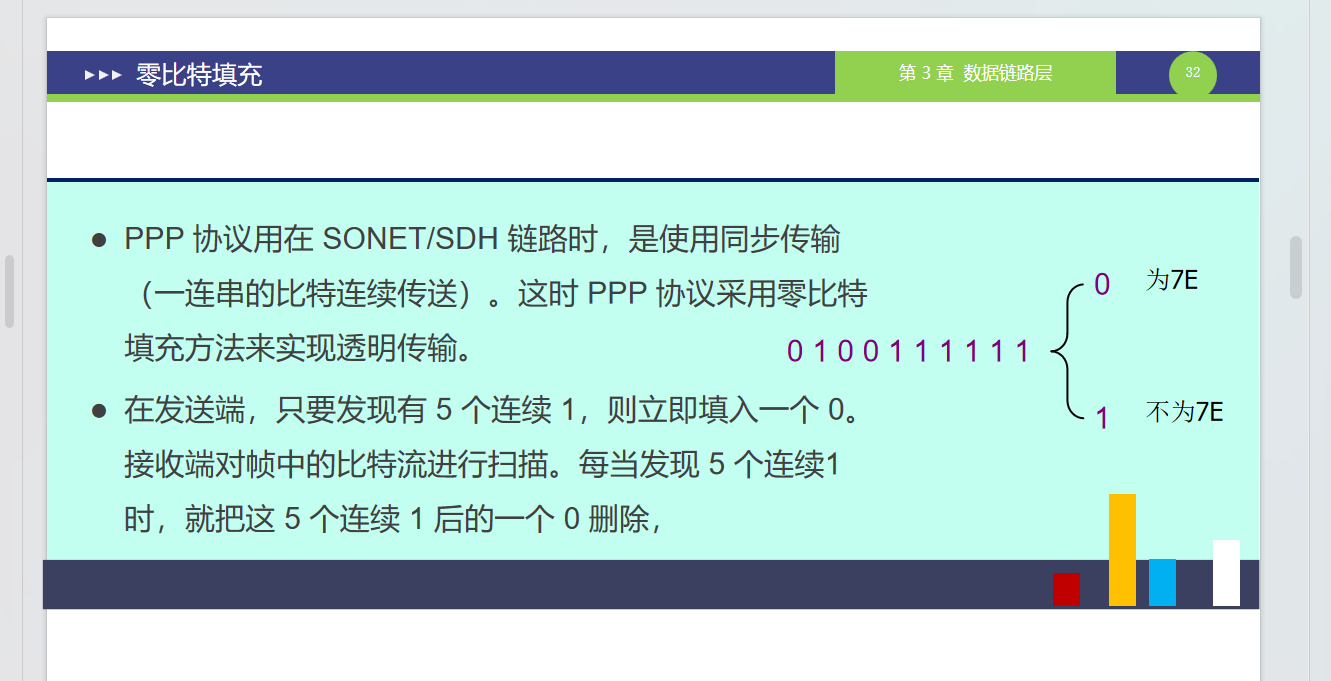 零比特填充
第 3 章 数据链路层
32
● PPP 协议用在 SONET/SDH 链路时，是使用同步传输
（一连串的比特连续传送）。这时 PPP 协议采用零比特
填充方法来实现透明传输。
● 在发送端，只要发现有 5 个连续 1，则立即填入一个 0。
接收端对帧中的比特流进行扫描。每当发现 5 个连续1
时，就把这 5 个连续 1 后的一个 0 删除，
0 1 0 0 1 1 1 1 1 1
0 为7E
1 不为7E